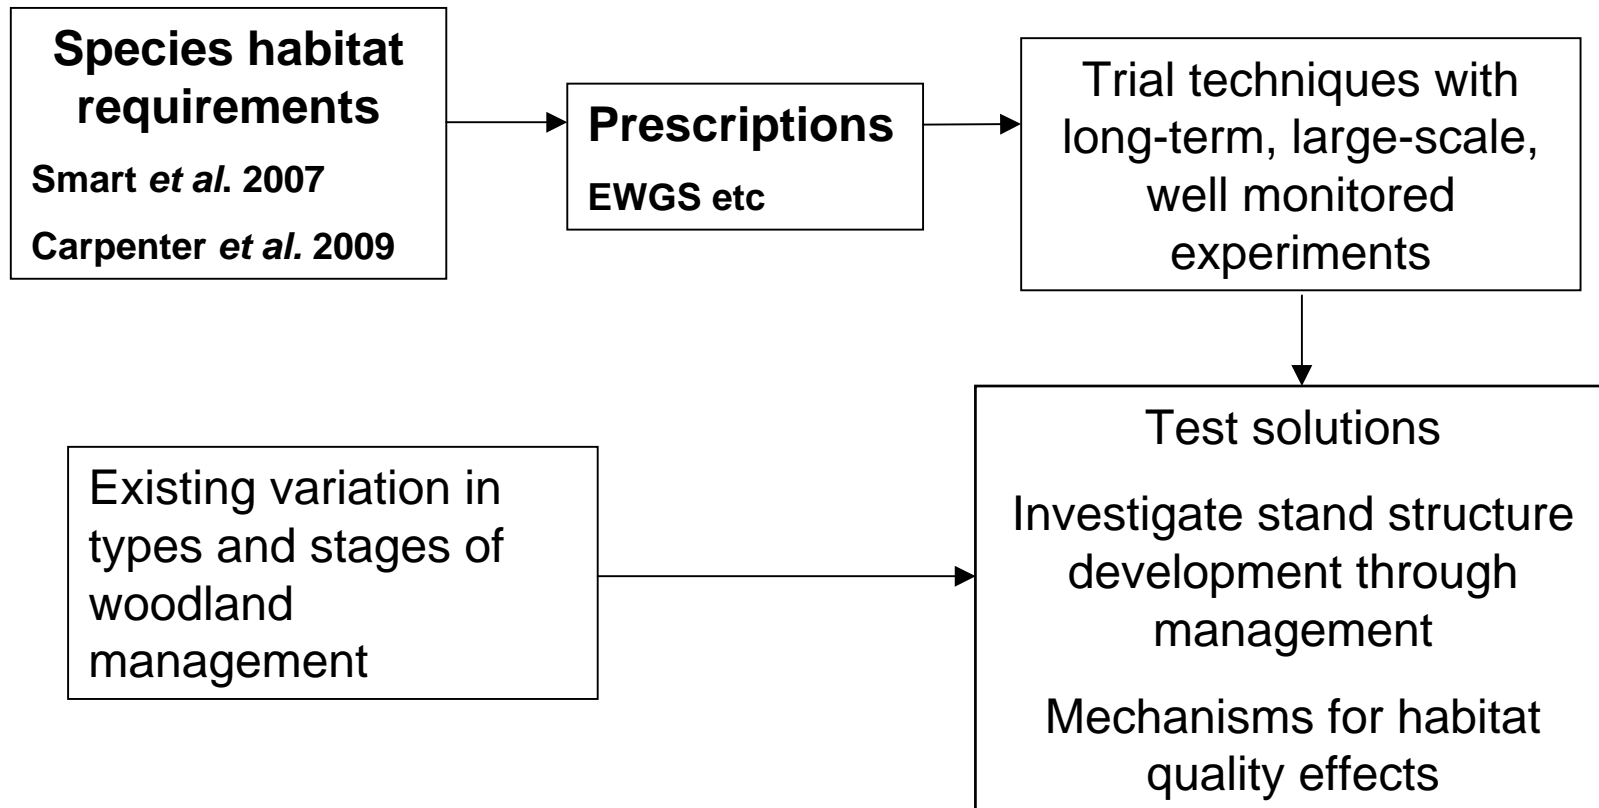 Species habitat
requirements
Smart et al. 2007
Carpenter et al. 2009
Prescriptions
EWGS etc
Trial techniques with
long-term, large-scale,
well monitored
experiments
Existing variation in
types and stages of
woodland
management
Test solutions
Investigate stand structure
development through
management
Mechanisms for habitat
quality effects